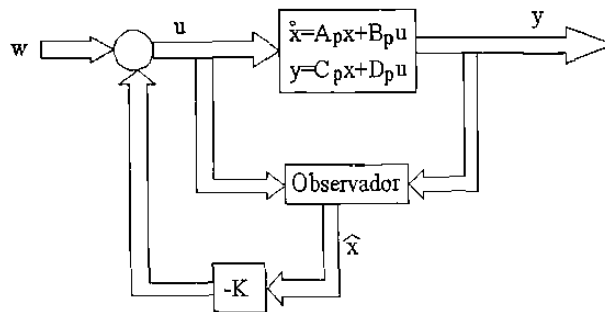 w
u
ẋ=Aₚx+Bₚu
y=Cₚx+Dₚu
y
Observador
x̂
-K